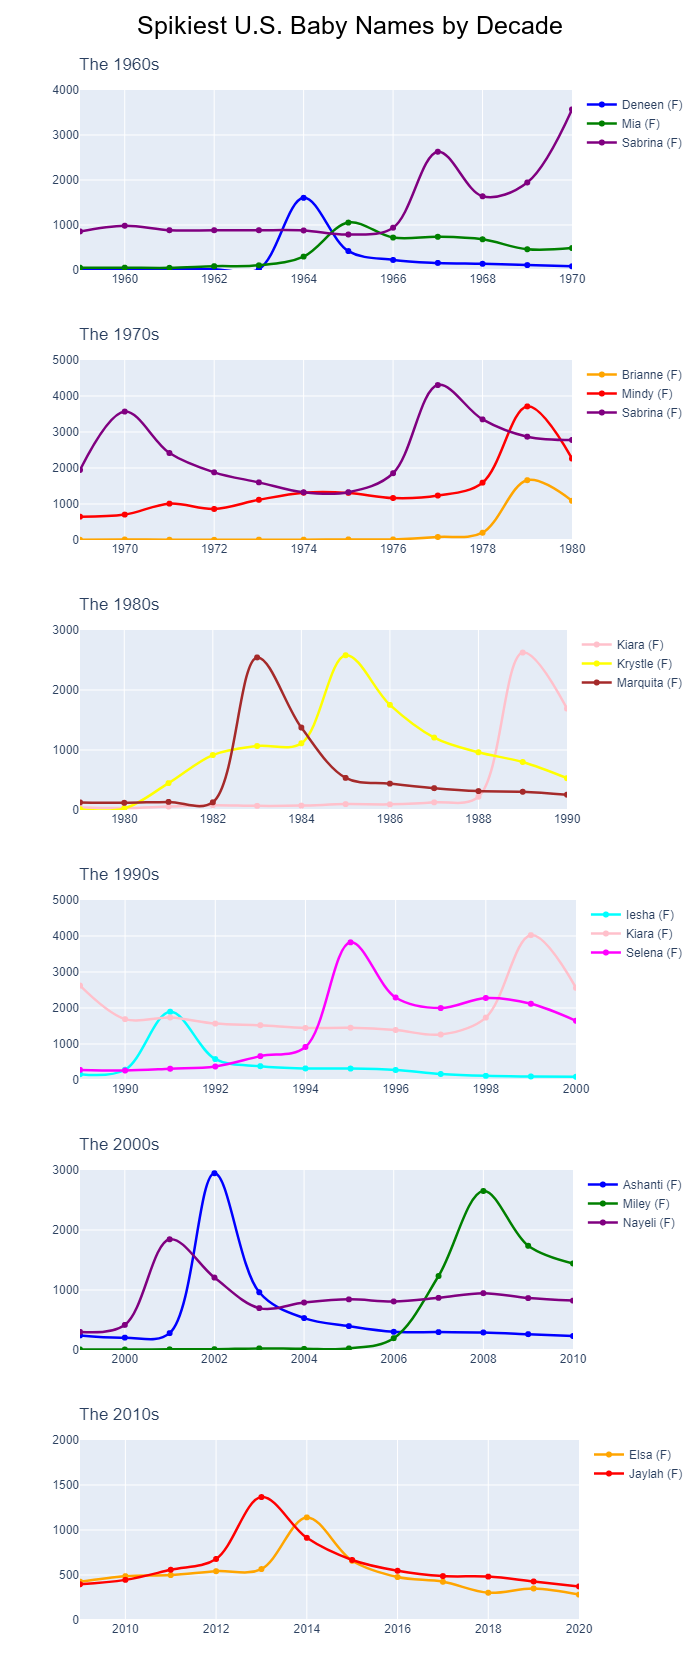 Spikiest U.S. Baby Names by Decade
The 1960s
4000
3000
2000
1000
0
1960 1962 1964 1966 1968 1970
Deneen (F)
Mia (F)
Sabrina (F)
The 1970s
5000
4000
3000
2000
1000
0
1970 1972 1974 1976 1978 1980
Brianne (F)
Mindy (F)
Sabrina (F)
The 1980s
3000
2000
1000
0
1980 1982 1984 1986 1988 1990
Kiara (F)
Krystle (F)
Marquita (F)
The 1990s
5000
4000
3000
2000
1000
0
1990 1992 1994 1996 1998 2000
Iesha (F)
Kiara (F)
Selena (F)
The 2000s
3000
2000
1000
0
2000 2002 2004 2006 2008 2010
Ashanti (F)
Miley (F)
Nayeli (F)
The 2010s
2000
1500
1000
500
0
2010 2012 2014 2016 2018 2020
Elsa (F)
Jaylah (F)